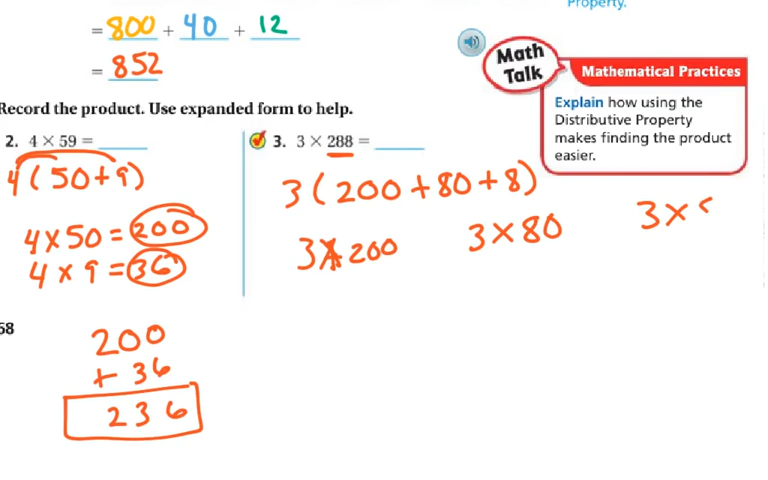 Property.
= 800 + 40 + 12
= 852
Math Talk
Mathematical Practices
Explain how using the
Distributive Property
makes finding the product
easier.
Record the product. Use expanded form to help.
2. 4 × 59 = ______
4(50+9)
4 × 50 = 200
4 × 9 = 36
200
+ 36
236
3. 3 × 288 = ______
3(200+80+8)
3 × 200 3 × 80 3 ×
58